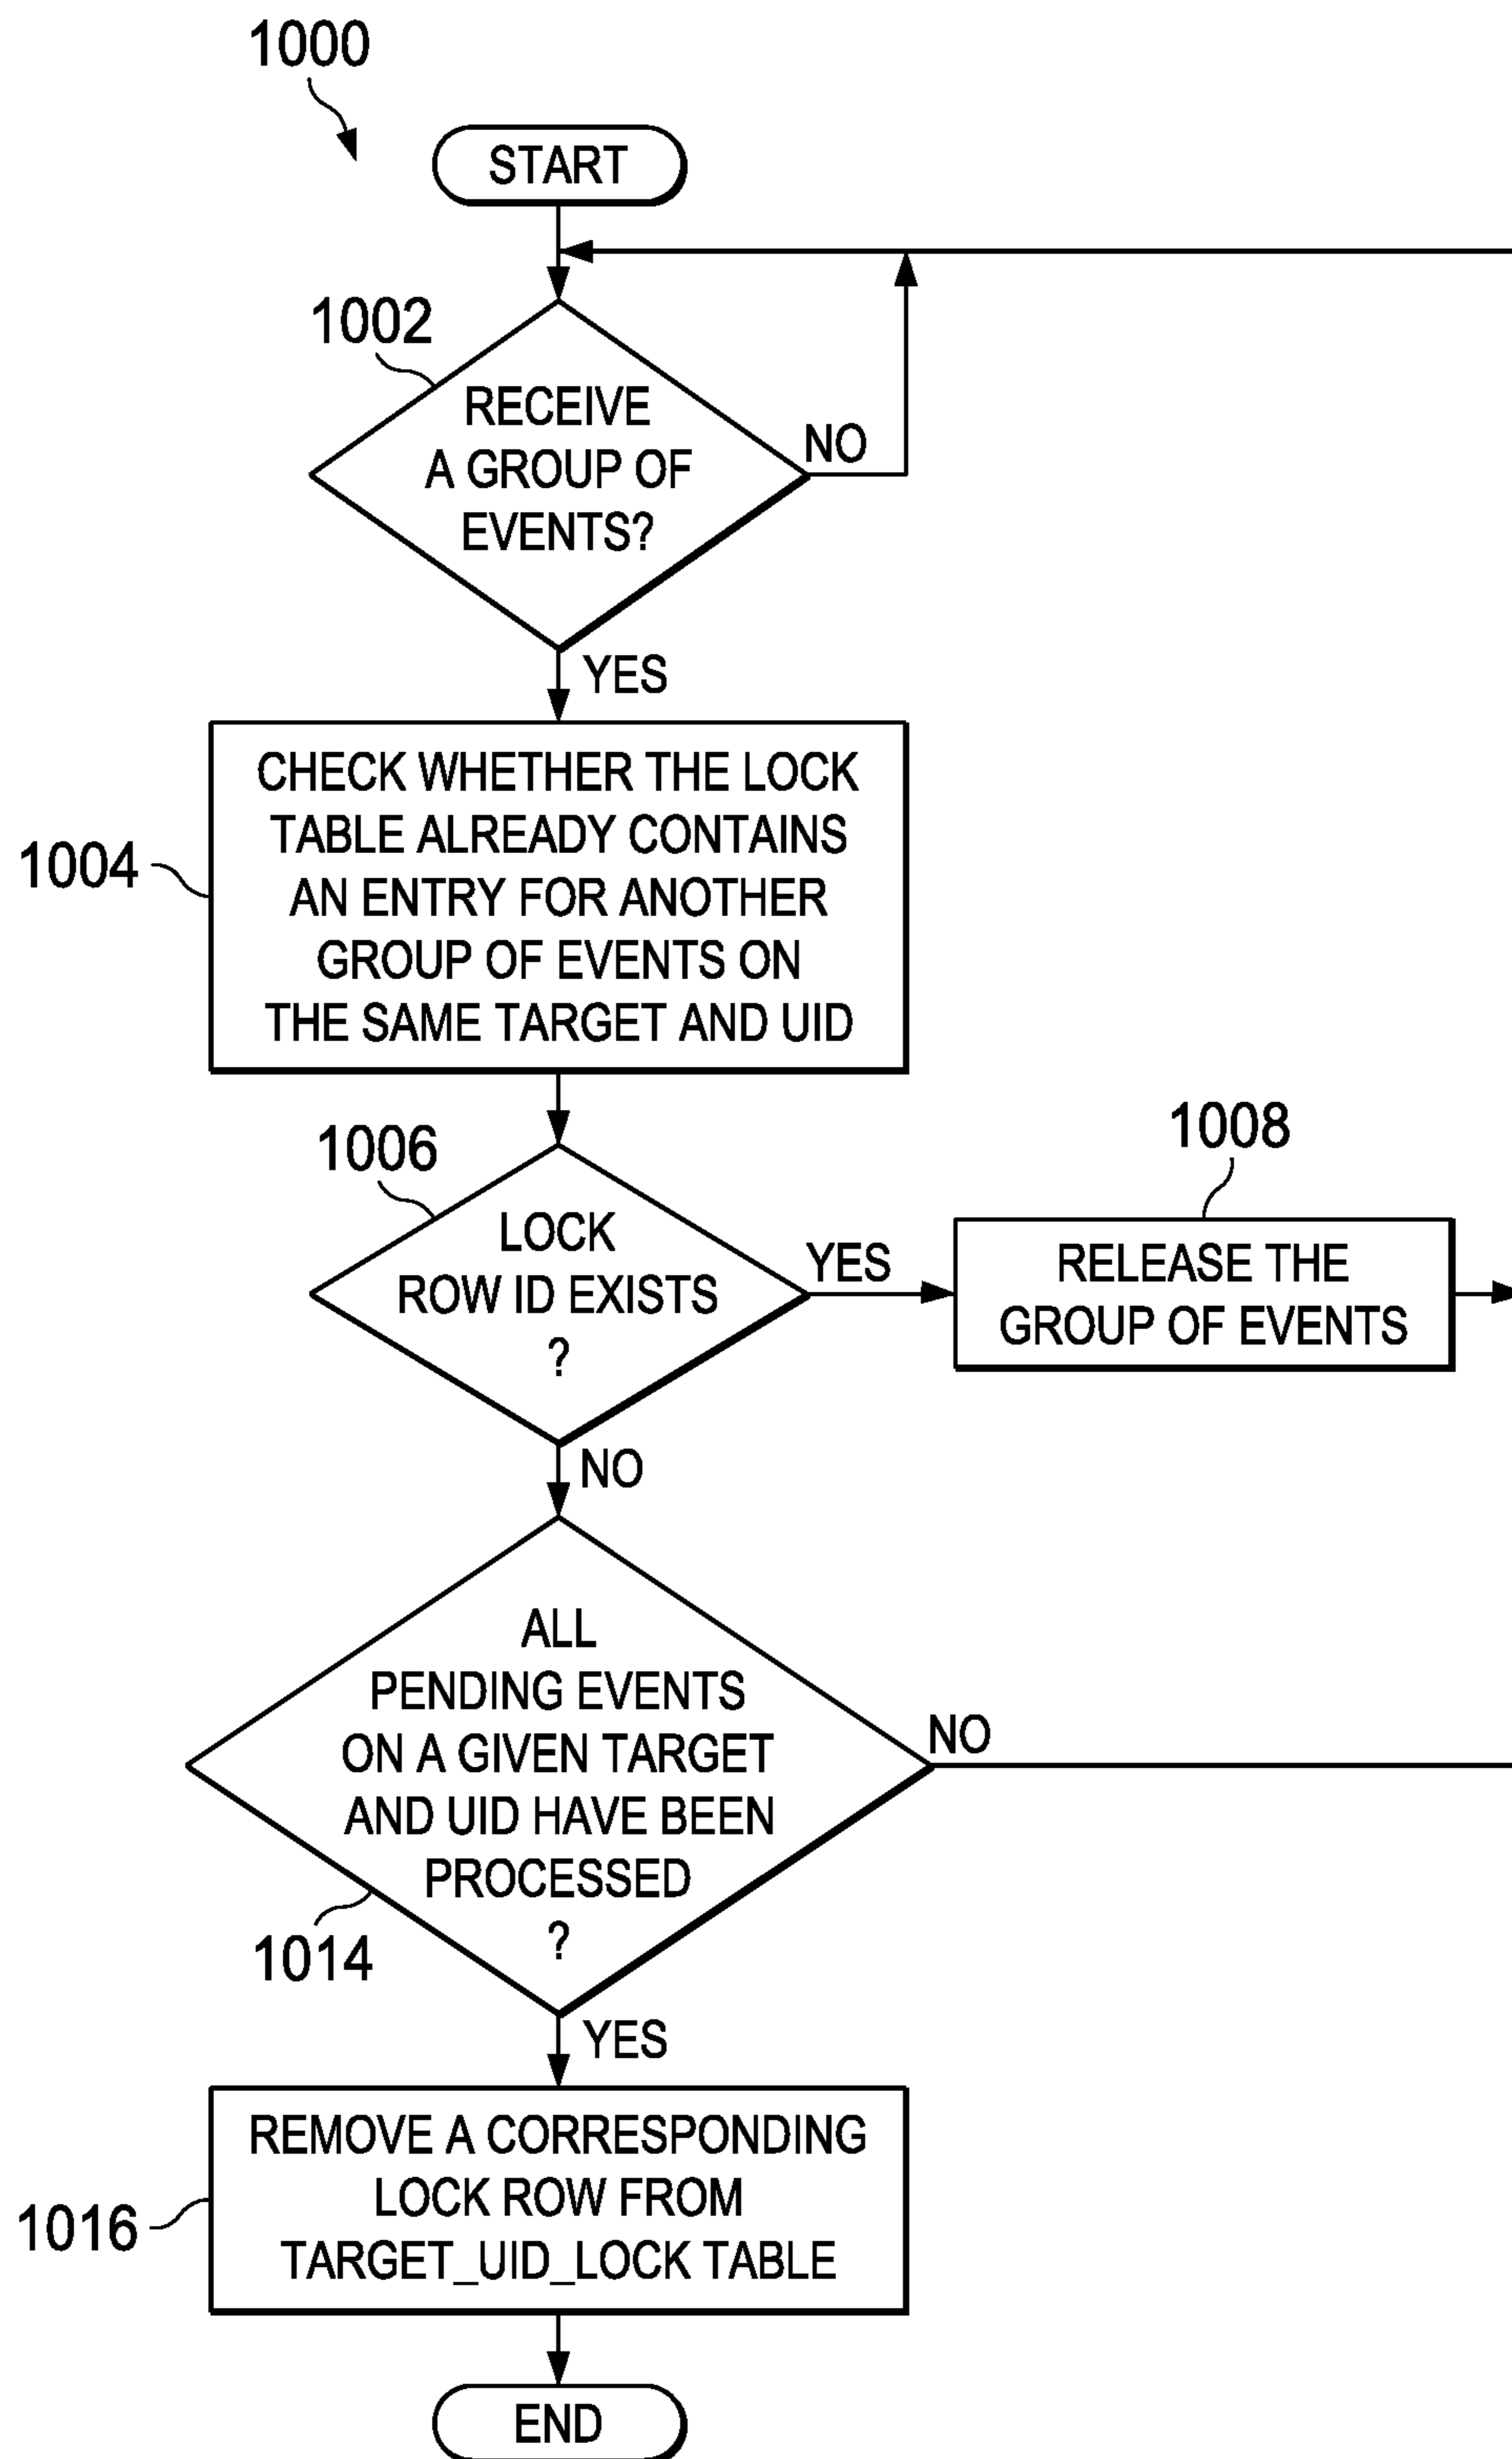 1000
START
1002
RECEIVE
A GROUP OF
EVENTS?
NO
YES
1004
CHECK WHETHER THE LOCK
TABLE ALREADY CONTAINS
AN ENTRY FOR ANOTHER
GROUP OF EVENTS ON
THE SAME TARGET AND UID
1006
LOCK
ROW ID EXISTS
?
YES
1008
RELEASE THE
GROUP OF EVENTS
NO
ALL
PENDING EVENTS
ON A GIVEN TARGET
AND UID HAVE BEEN
PROCESSED
?
NO
1014
YES
1016
REMOVE A CORRESPONDING
LOCK ROW FROM
TARGET_UID_LOCK TABLE
END